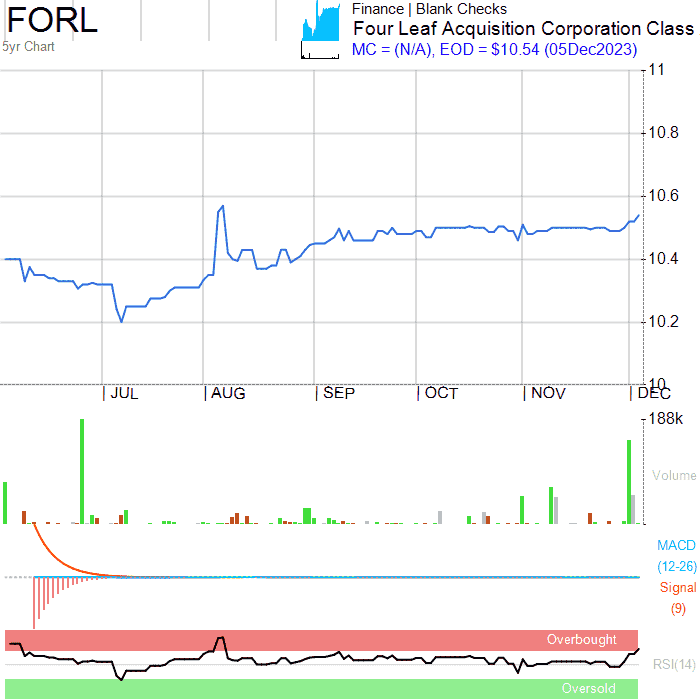 FORL
5yr Chart
Finance | Blank Checks
Four Leaf Acquisition Corporation Class
MC = (N/A), EOD = $10.54 (05Dec2023)
11
10.8
10.6
10.4
10.2
10
JUL
AUG
SEP
OCT
NOV
DEC
188k
Volume
MACD
(12-26)
Signal
(9)
Overbought
RSI(14)
Oversold